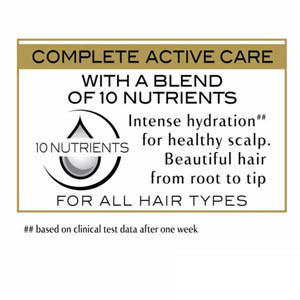 COMPLETE ACTIVE CARE
WITH A BLEND
OF 10 NUTRIENTS
10 NUTRIENTS
Intense hydration##
for healthy scalp.
Beautiful hair
from root to tip
FOR ALL HAIR TYPES
## based on clinical test data after one week